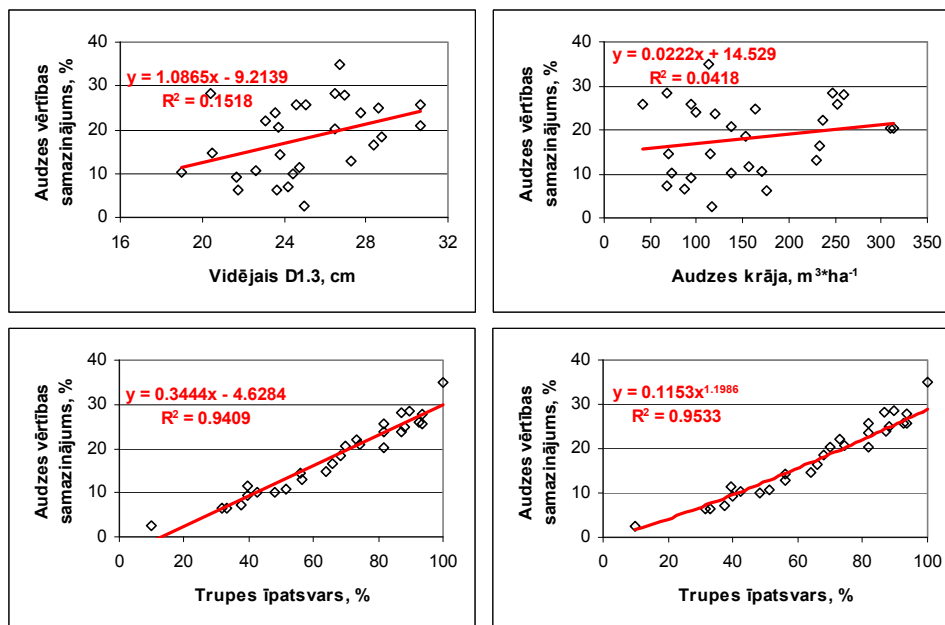 Audzes vērtības
samazinājums, %
40
30
20
10
0
y = 1.0865x - 9.2139
R² = 0.1518
16 20 24 28 32
Vidējais D1.3, cm
Audzes vērtības
samazinājums, %
40
30
20
10
0
y = 0.0222x + 14.529
R² = 0.0418
0 50 100 150 200 250 300 350
Audzes krāja, m³*ha⁻¹
Audzes vērtības
samazinājums, %
40
30
20
10
0
y = 0.3444x - 4.6284
R² = 0.9409
0 20 40 60 80 100
Trupes īpatsvars, %
Audzes vērtības
samazinājums, %
40
30
20
10
0
y = 0.1153x¹·¹⁹⁸⁶
R² = 0.9533
0 20 40 60 80 100
Trupes īpatsvars, %